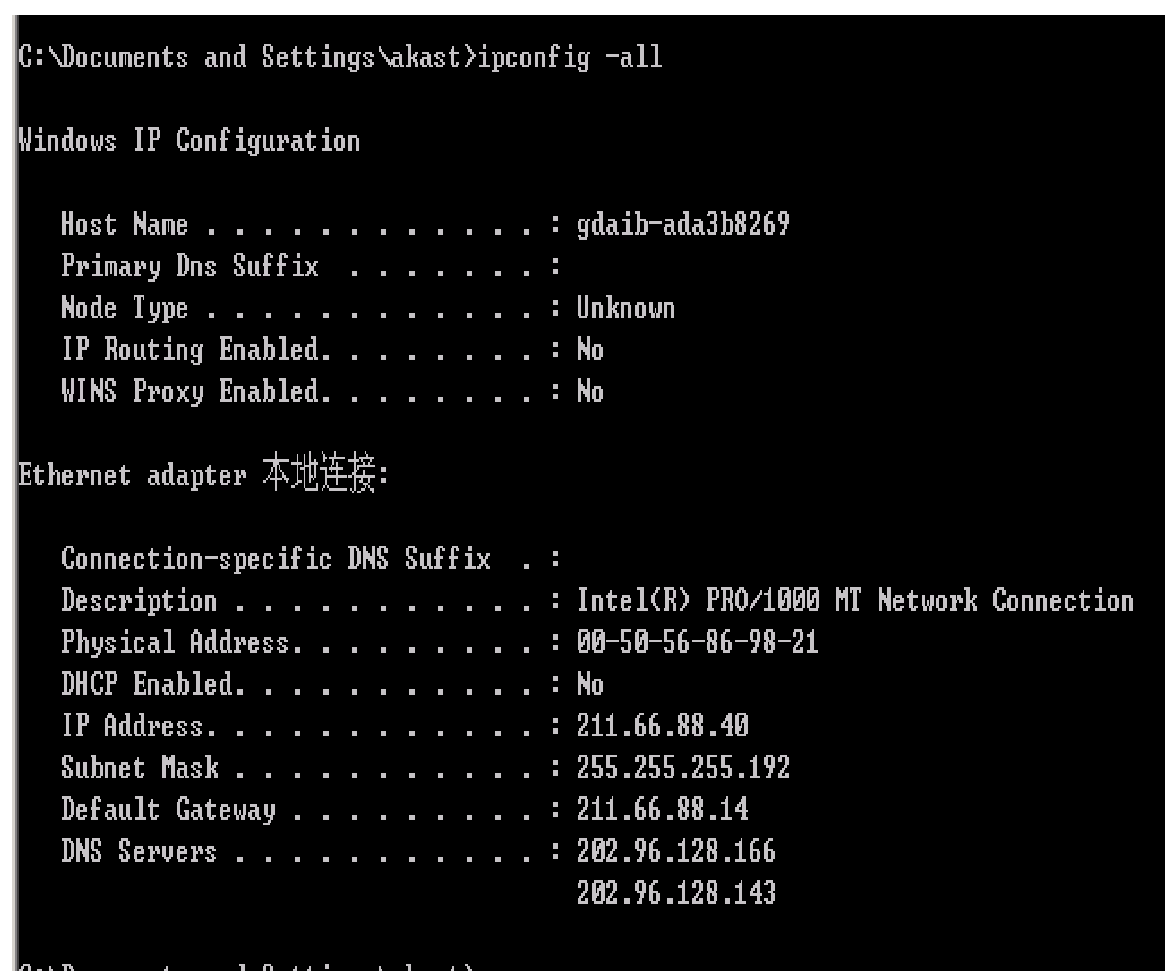 C:\Documents and Settings\akast>ipconfig -all
Windows IP Configuration
Host Name . . . . . . . . . . . . : gdaib-ada3b8269
Primary Dns Suffix  . . . . . . . :
Node Type . . . . . . . . . . . . : Unknown
IP Routing Enabled. . . . . . . . : No
WINS Proxy Enabled. . . . . . . . : No
Ethernet adapter 本地连接:
Connection-specific DNS Suffix  . :
Description . . . . . . . . . . . : Intel(R) PRO/1000 MT Network Connection
Physical Address. . . . . . . . . : 00-50-56-86-98-21
DHCP Enabled. . . . . . . . . . . : No
IP Address. . . . . . . . . . . . : 211.66.88.40
Subnet Mask . . . . . . . . . . . : 255.255.255.192
Default Gateway . . . . . . . . . : 211.66.88.14
DNS Servers . . . . . . . . . . . : 202.96.128.166
202.96.128.143